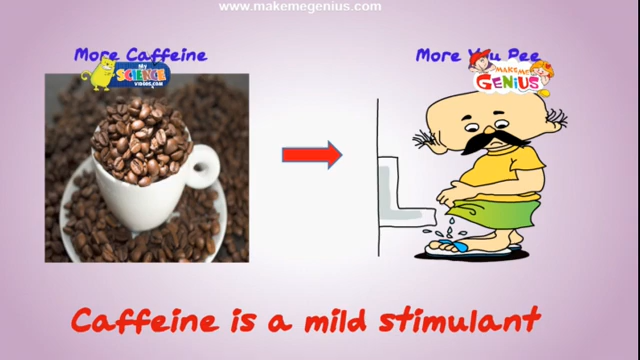 www.makemegenius.com
More Caffeine
More You Pee
MY
SCIENCE
VIDEOS.COM
MAKE ME
GENiUS
Caffeine is a mild stimulant